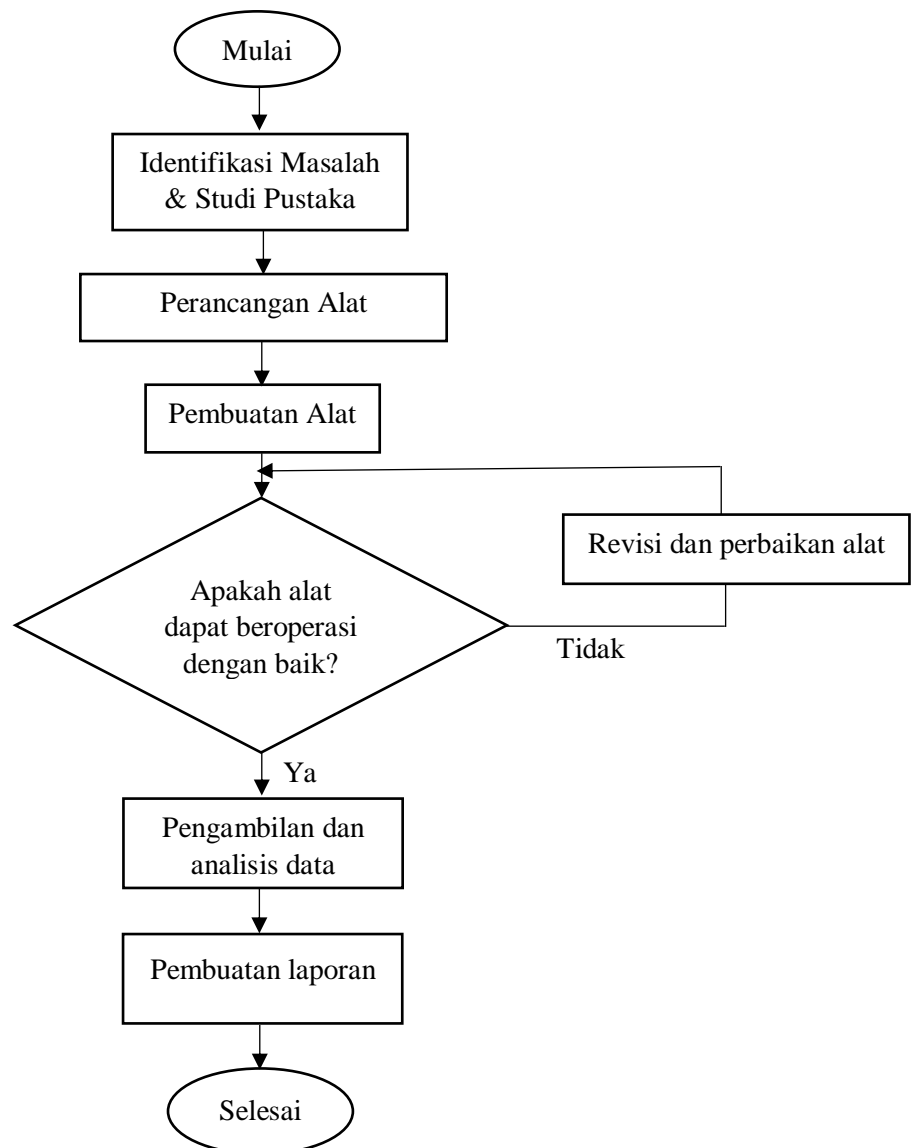 Mulai
Identifikasi Masalah
& Studi Pustaka
Perancangan Alat
Pembuatan Alat
Revisi dan perbaikan alat
Apakah alat
dapat beroperasi
dengan baik?
Tidak
Ya
Pengambilan dan
analisis data
Pembuatan laporan
Selesai